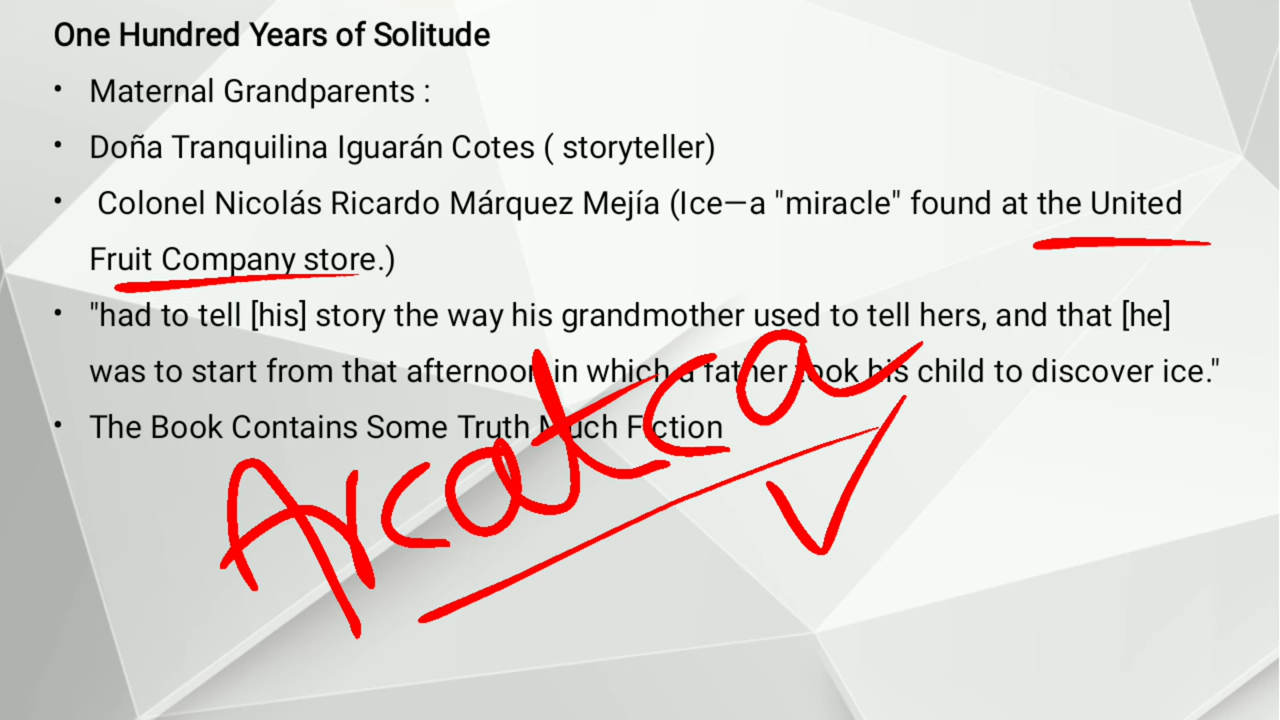 One Hundred Years of Solitude
• Maternal Grandparents :
• Doña Tranquilina Iguarán Cotes ( storyteller)
• Colonel Nicolás Ricardo Márquez Mejía (Ice—a "miracle" found at the United
Fruit Company store.)
• "had to tell [his] story the way his grandmother used to tell hers, and that [he]
was to start from that afternoon in which a father took his child to discover ice."
• The Book Contains Some Truth Much Fiction
Arcatca